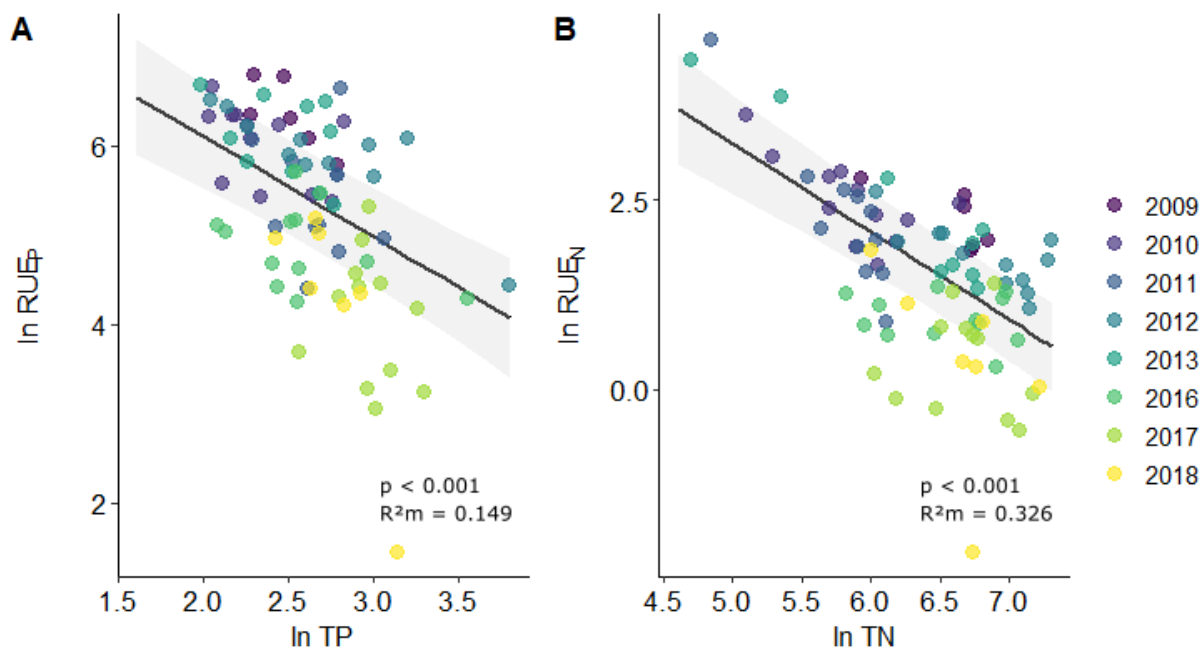 A
B
ln RUEP
6
4
2
p < 0.001
R²m = 0.149
1.5 2.0 2.5 3.0 3.5
ln TP
ln RUEN
2.5
0.0
p < 0.001
R²m = 0.326
4.5 5.0 5.5 6.0 6.5 7.0
ln TN
2009
2010
2011
2012
2013
2016
2017
2018